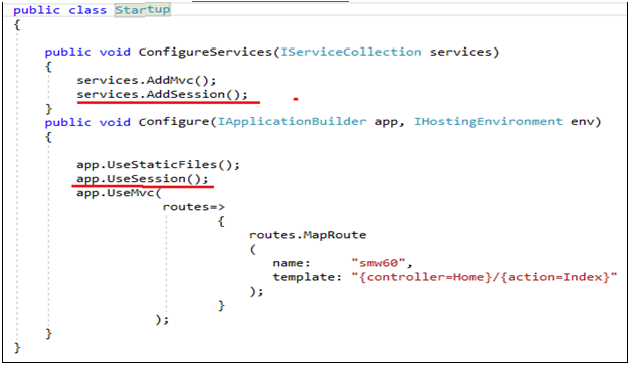 public class Startup
{
public void ConfigureServices(IServiceCollection services)
{
services.AddMvc();
services.AddSession();
}
public void Configure(IApplicationBuilder app, IHostingEnvironment env)
{
app.UseStaticFiles();
app.UseSession();
app.UseMvc(
routes=>
{
routes.MapRoute
(
name: "smw60",
template: "{controller=Home}/{action=Index}"
);
}
);
}
}